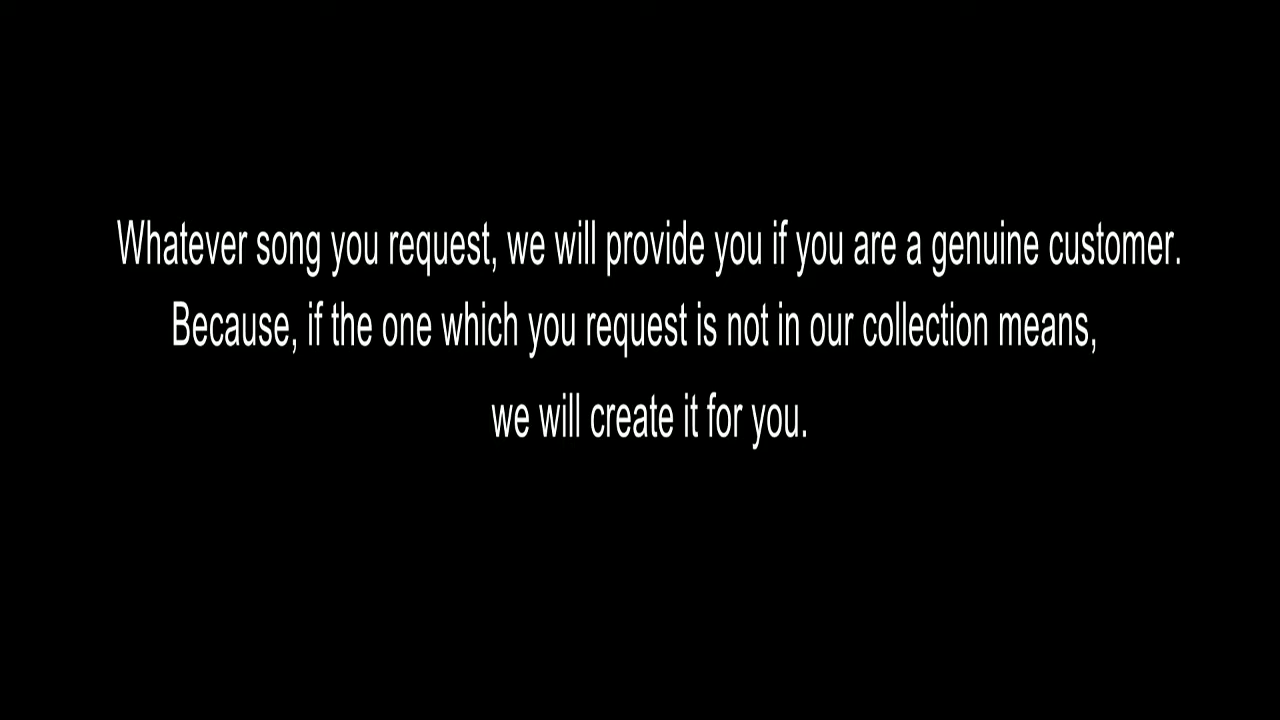 Whatever song you request, we will provide you if you are a genuine customer.
Because, if the one which you request is not in our collection means,
we will create it for you.